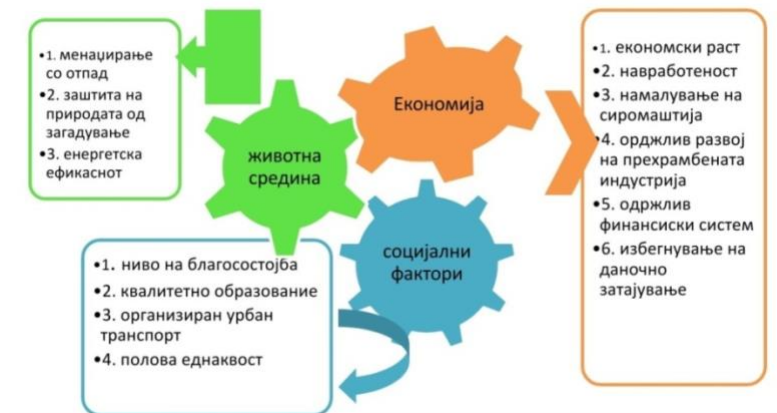 •1. менаџирање
со отпад
•2. заштита на
природата од
загадување
•3. енергетска
ефикаснот
животна
средина
Економија
•1. економски раст
•2. навработеност
•3. намалување на
сиромаштија
•4. орджлив развој
на прехрамбената
индустрија
•5. одржлив
финансиски систем
•6. избегнување на
даночно
затајување
социјални
фактори
•1. ниво на благосостојба
•2. квалитетно образование
•3. организиран урбан
транспорт
•4. полова еднаквост